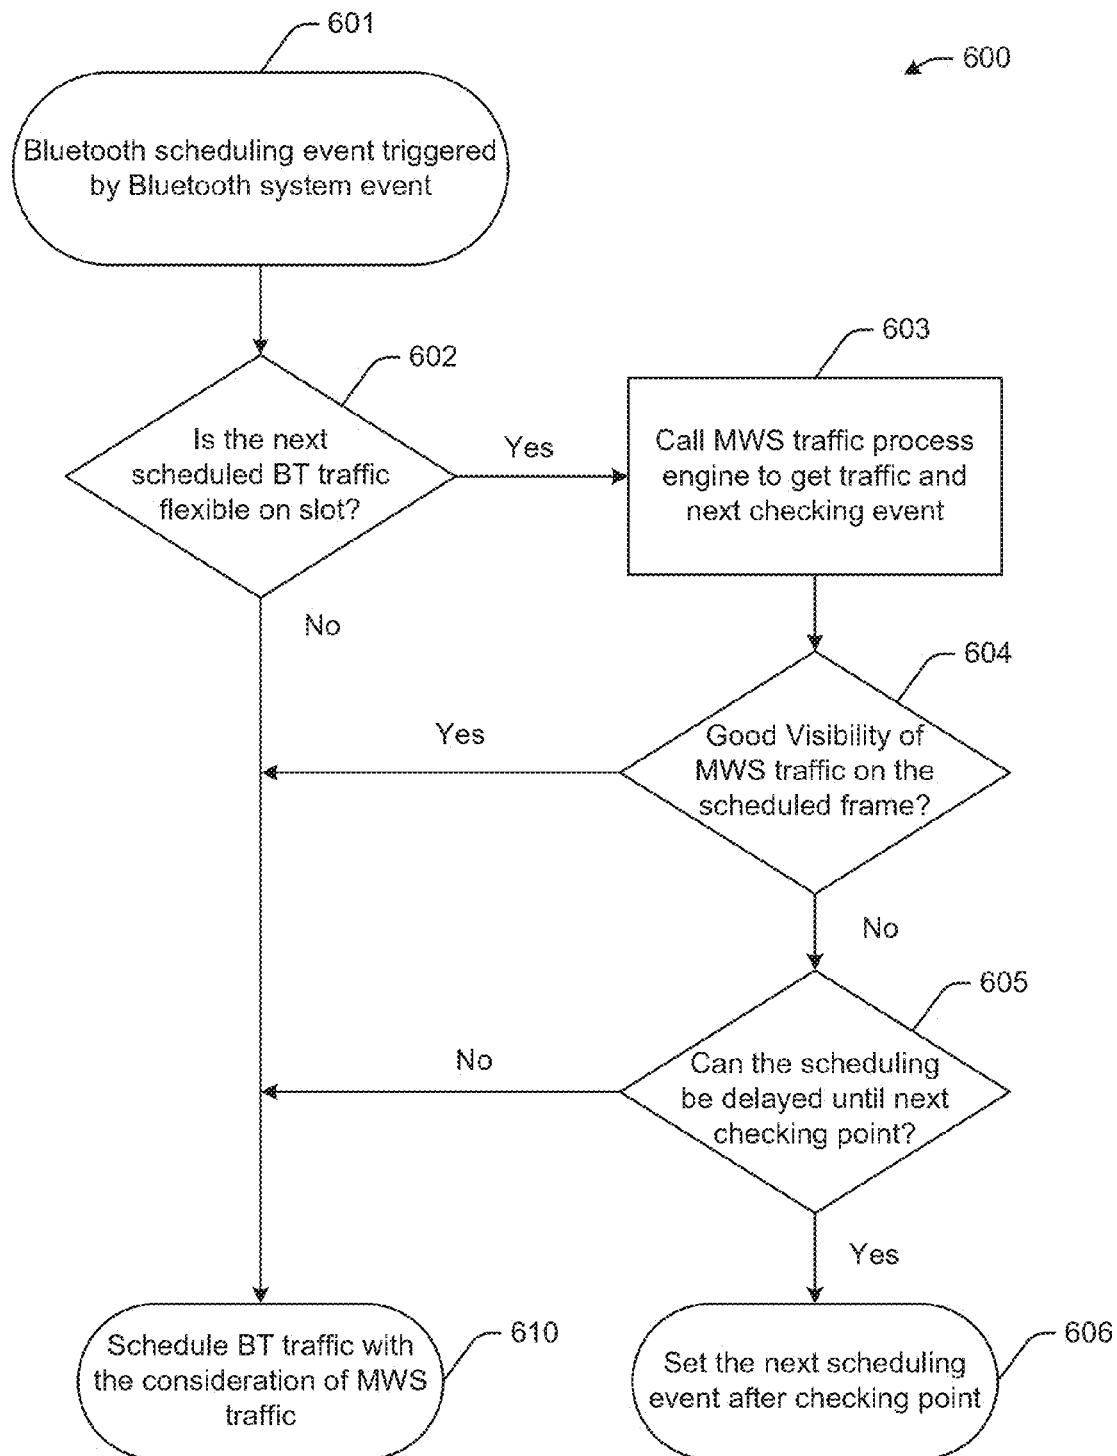 601
600
Bluetooth scheduling event triggered
by Bluetooth system event
602
603
Is the next
scheduled BT traffic
flexible on slot?
Yes
Call MWS traffic process
engine to get traffic and
next checking event
No
604
Yes
Good Visibility of
MWS traffic on the
scheduled frame?
No
605
No
Can the scheduling
be delayed until next
checking point?
Yes
610
Schedule BT traffic with
the consideration of MWS
traffic
606
Set the next scheduling
event after checking point